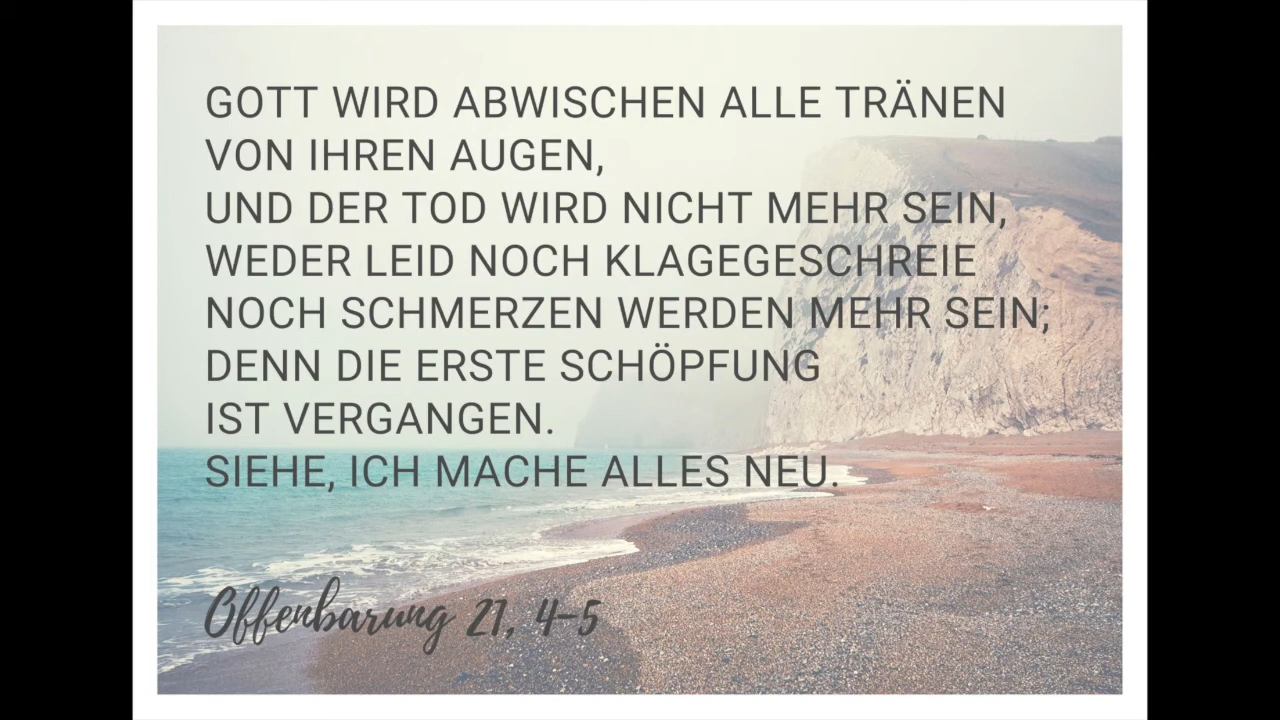 GOTT WIRD ABWISCHEN ALLE TRÄNEN
VON IHREN AUGEN,
UND DER TOD WIRD NICHT MEHR SEIN,
WEDER LEID NOCH KLAGEGESCHREIE
NOCH SCHMERZEN WERDEN MEHR SEIN;
DENN DIE ERSTE SCHÖPFUNG
IST VERGANGEN.
SIEHE, ICH MACHE ALLES NEU.
Offenbarung 21, 4–5